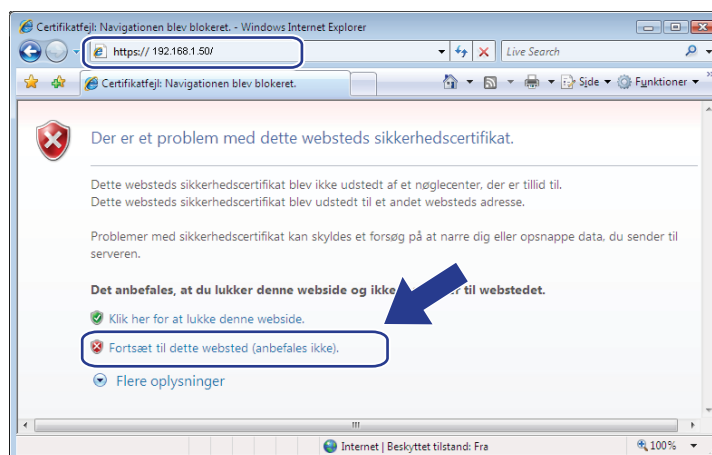 Certifikatfejl: Navigationen blev blokeret. - Windows Internet Explorer
https:// 192.168.1.50/
Live Search
Certifikatfejl: Navigationen blev blokeret.
Side
Funktioner
Der er et problem med dette websteds sikkerhedscertifikat.
Dette websteds sikkerhedscertifikat blev ikke udstedt af et nøglecenter, der er tillid til.
Dette websteds sikkerhedscertifikat blev udstedt til et andet websteds adresse.
Problemer med sikkerhedscertifikat kan skyldes et forsøg på at narre dig eller opsnappe data, du sender til
serveren.
Det anbefales, at du lukker denne webside og ikke til webstedet.
Klik her for at lukke denne webside.
Fortsæt til dette websted (anbefales ikke).
Flere oplysninger
Internet | Beskyttet tilstand: Fra
100%